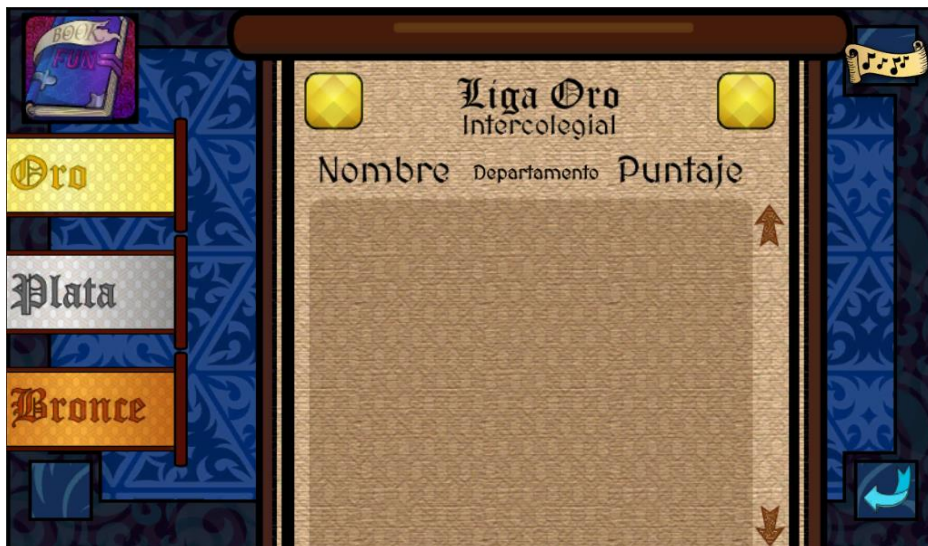 BOOK
FUN
Liga Oro
Intercolegial
Nombre Departamento Puntaje
Oro
Plata
Bronce